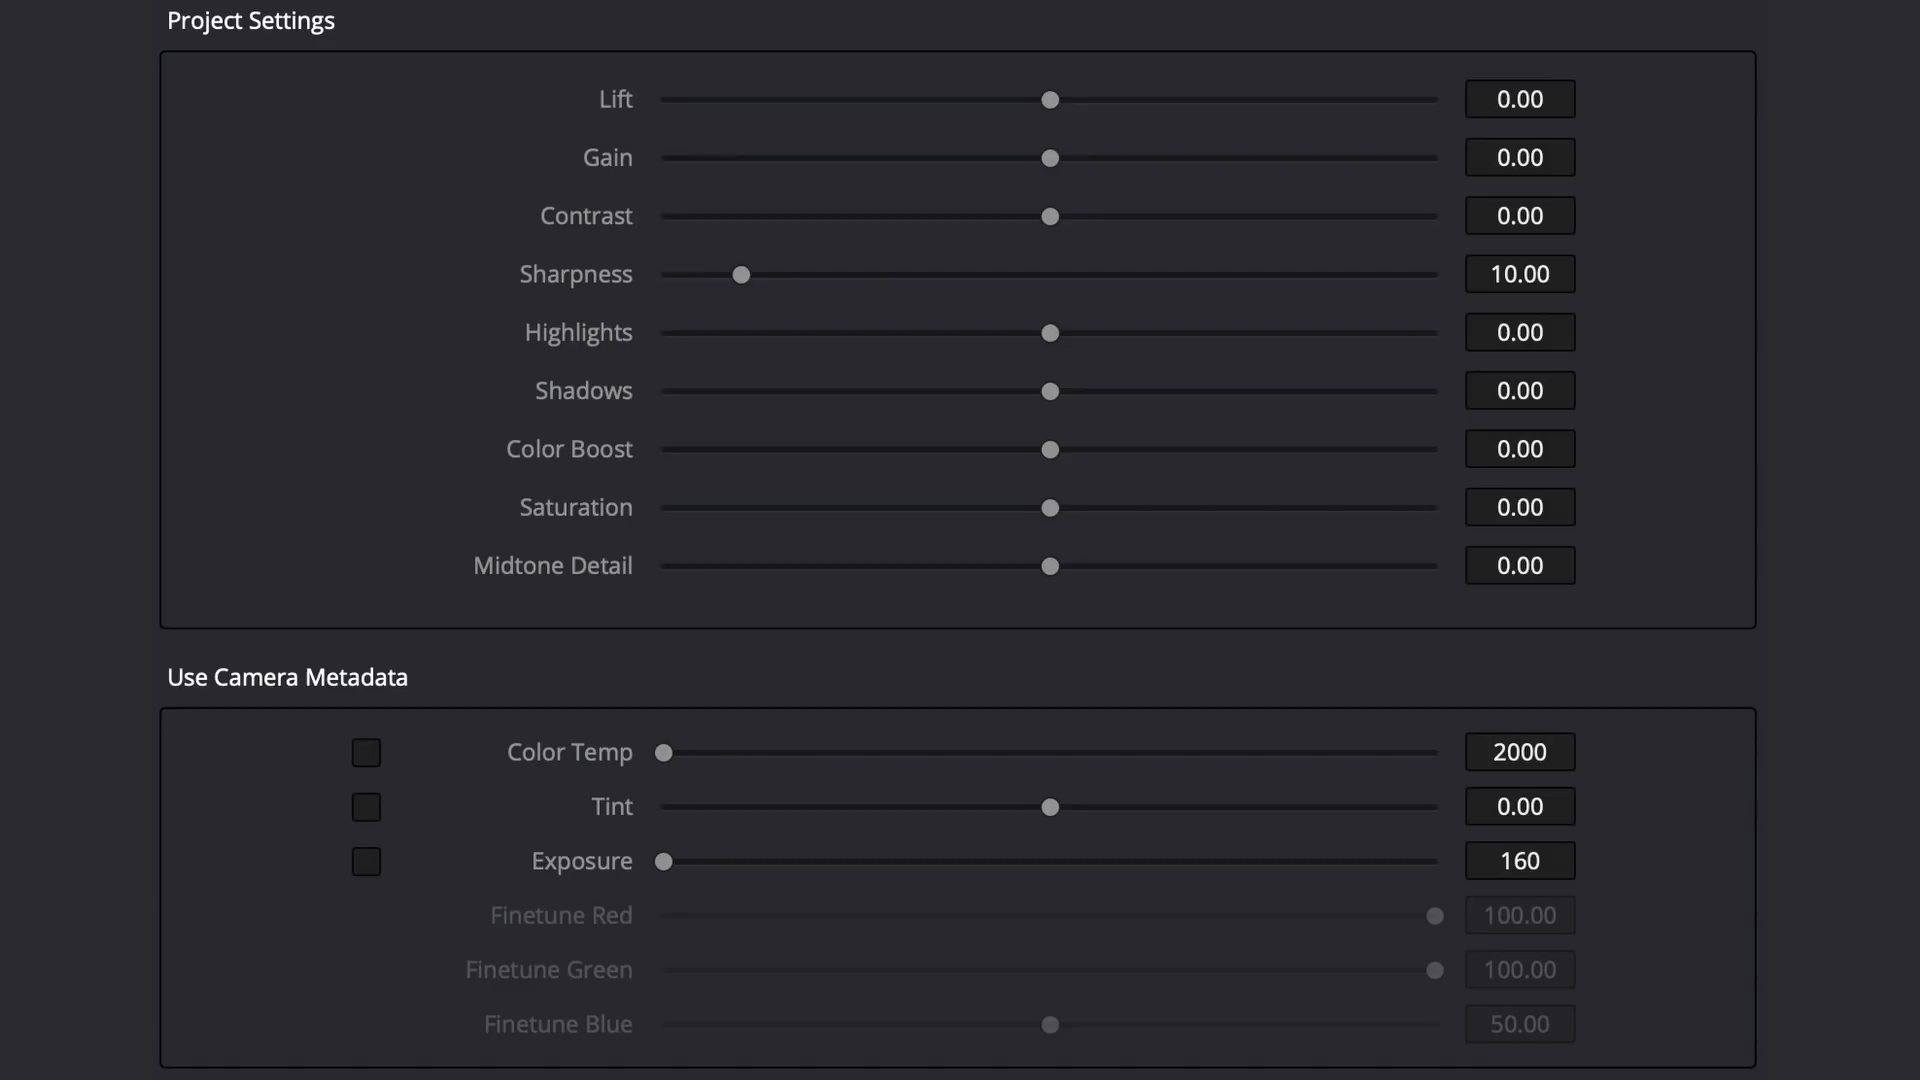 Project Settings
Lift 0.00
Gain 0.00
Contrast 0.00
Sharpness 10.00
Highlights 0.00
Shadows 0.00
Color Boost 0.00
Saturation 0.00
Midtone Detail 0.00
Use Camera Metadata
Color Temp 2000
Tint 0.00
Exposure 160
Finetune Red 100.00
Finetune Green 100.00
Finetune Blue 50.00